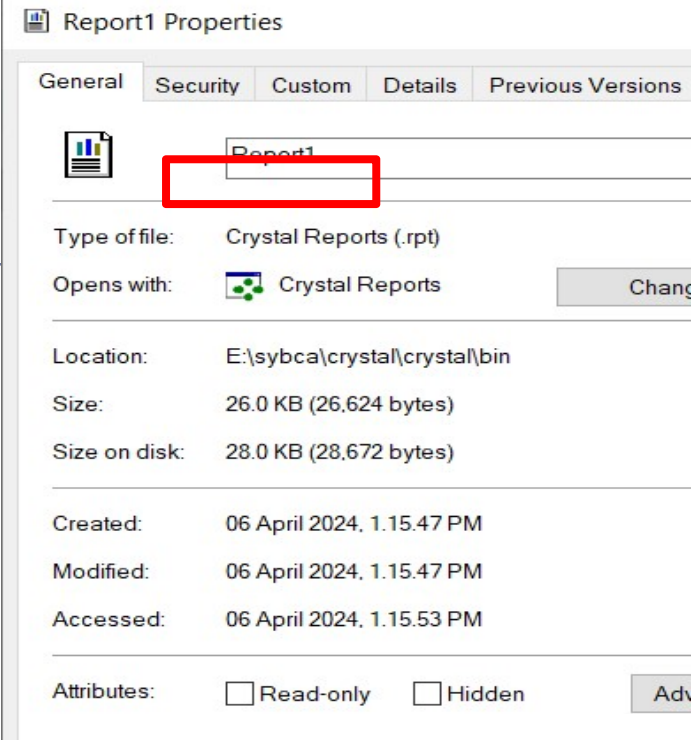 Report1 Properties
General Security Custom Details Previous Versions
Report1
Type of file: Crystal Reports (.rpt)
Opens with: Crystal Reports
Location: E:\sybca\crystal\crystal\bin
Size: 26.0 KB (26,624 bytes)
Size on disk: 28.0 KB (28,672 bytes)
Created: 06 April 2024, 1.15.47 PM
Modified: 06 April 2024, 1.15.47 PM
Accessed: 06 April 2024, 1.15.53 PM
Attributes: Read-only Hidden